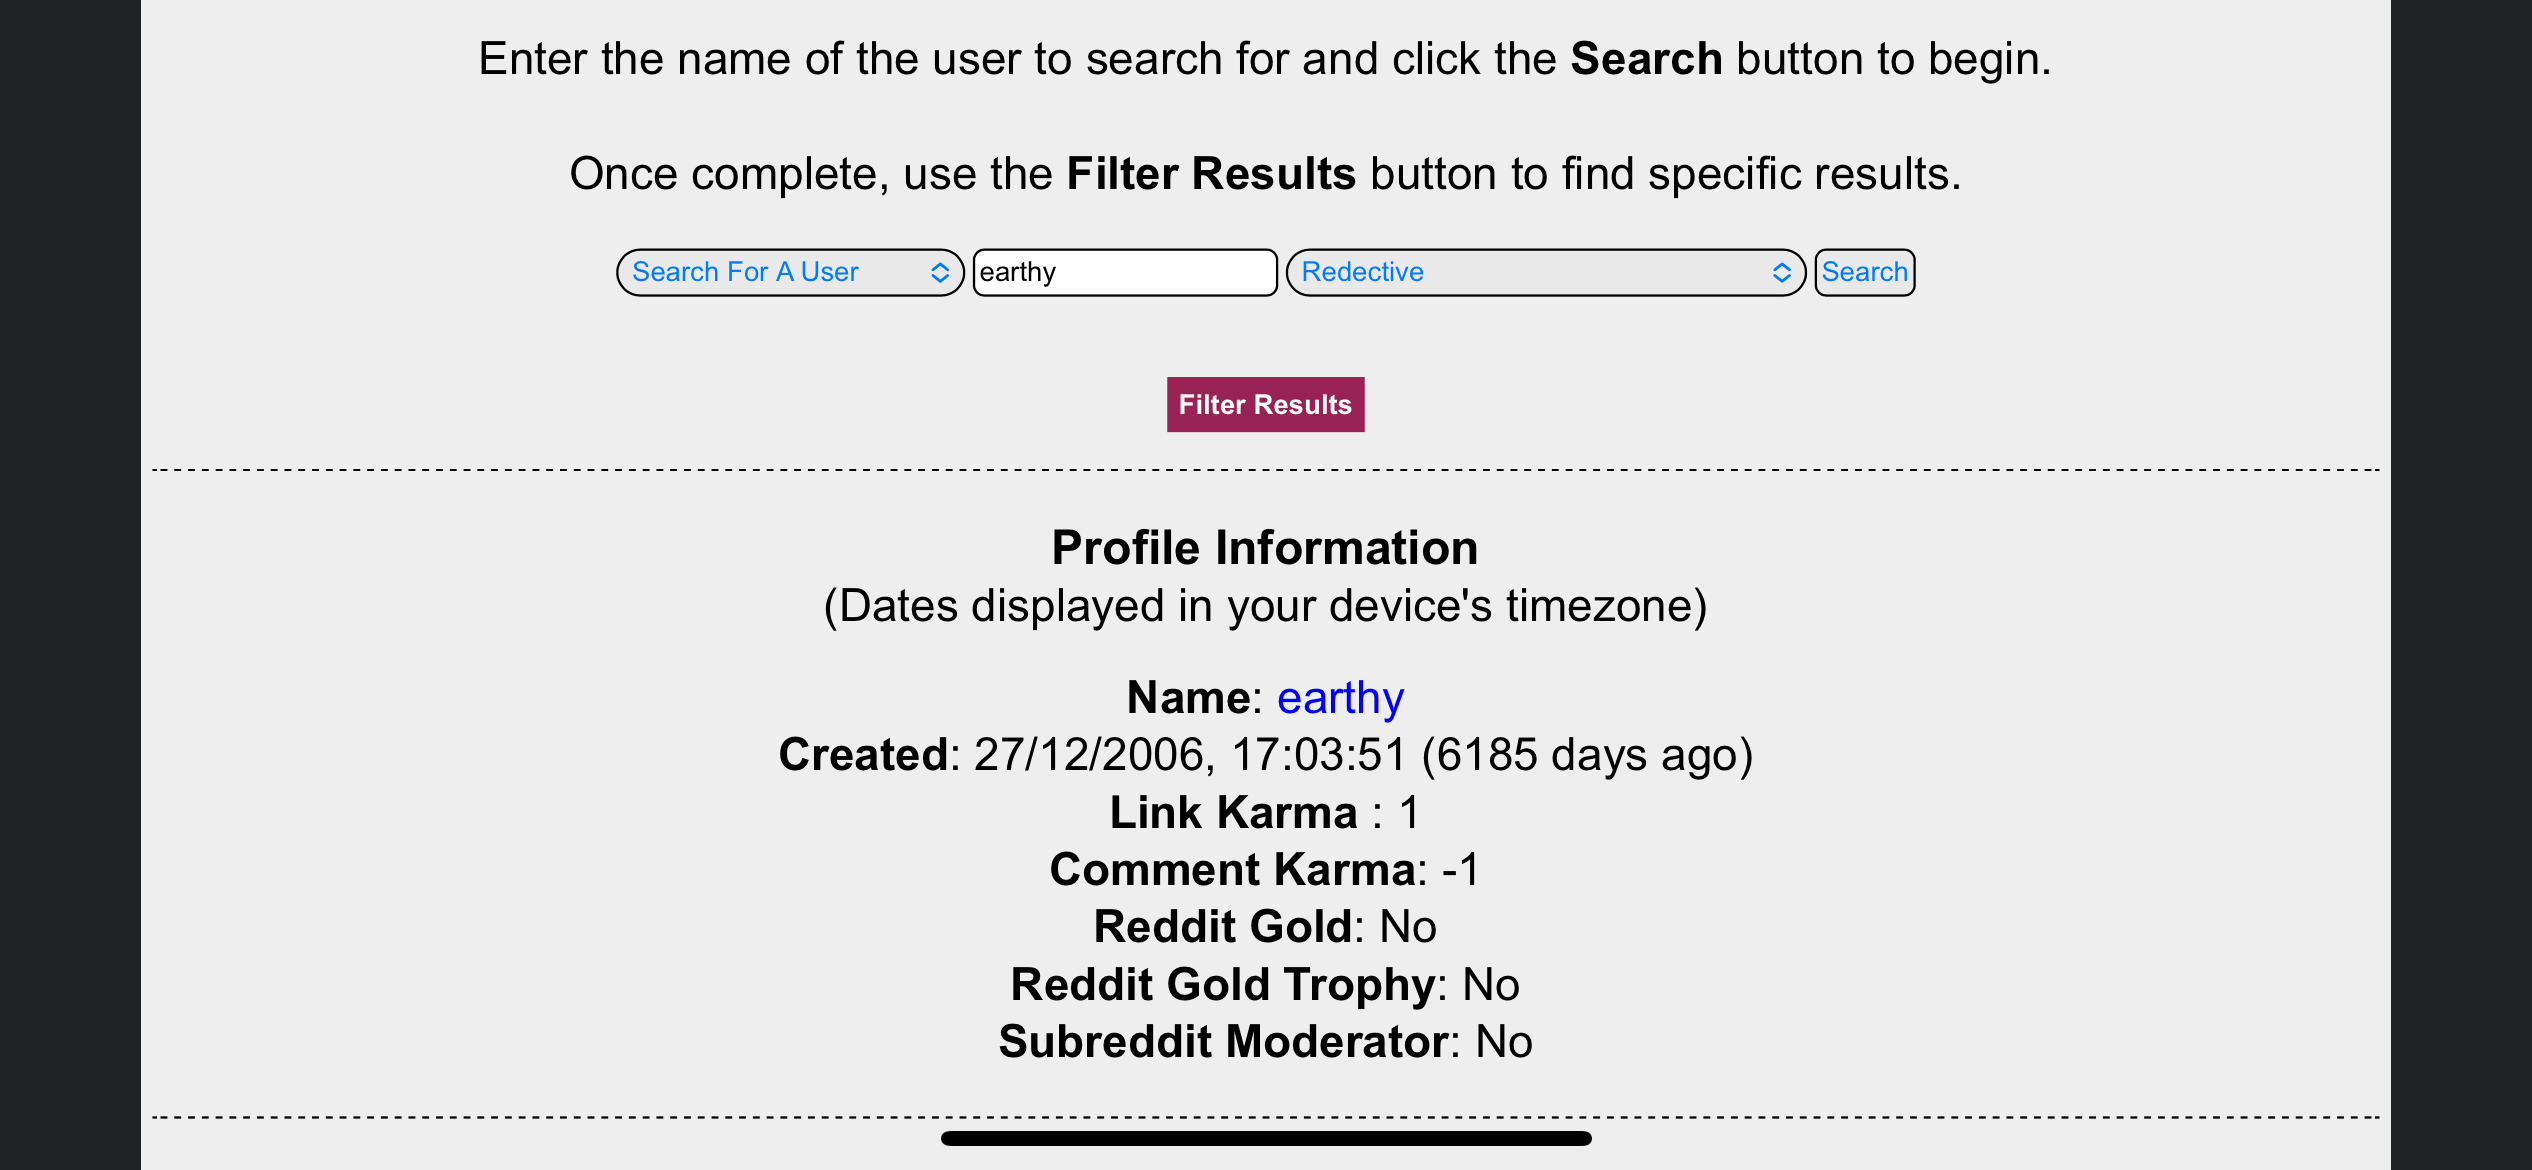 Enter the name of the user to search for and click the Search button to begin.
Once complete, use the Filter Results button to find specific results.
Search For A User earthy Redective Search
Filter Results
Profile Information
(Dates displayed in your device's timezone)
Name: earthy
Created: 27/12/2006, 17:03:51 (6185 days ago)
Link Karma : 1
Comment Karma: -1
Reddit Gold: No
Reddit Gold Trophy: No
Subreddit Moderator: No